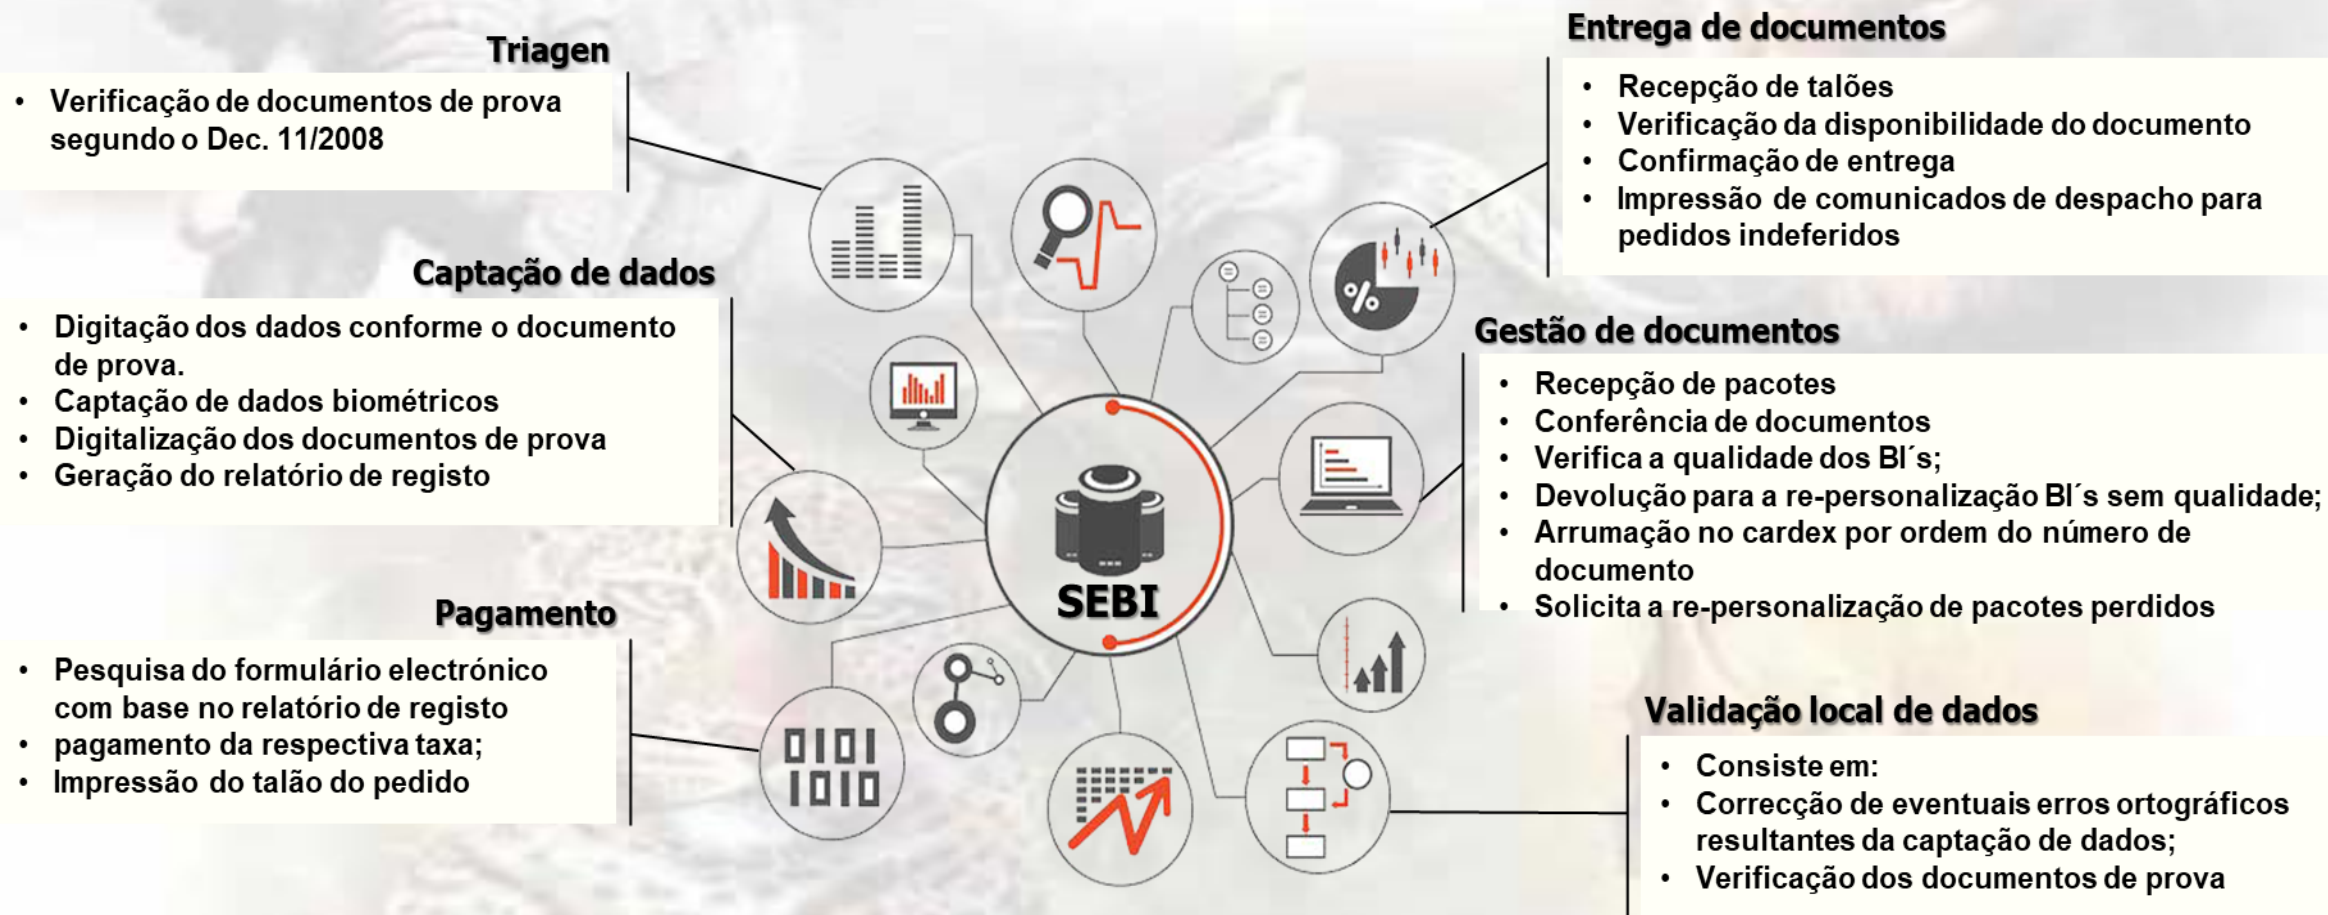 Triagen
• Verificação de documentos de prova
segundo o Dec. 11/2008
Captação de dados
• Digitação dos dados conforme o documento
de prova.
• Captação de dados biométricos
• Digitalização dos documentos de prova
• Geração do relatório de registo
Pagamento
• Pesquisa do formulário electrónico
com base no relatório de registo
• pagamento da respectiva taxa;
• Impressão do talão do pedido
%
SEBI
0101
1010
Entrega de documentos
• Recepção de talões
• Verificação da disponibilidade do documento
• Confirmação de entrega
• Impressão de comunicados de despacho para
pedidos indeferidos
Gestão de documentos
• Recepção de pacotes
• Conferência de documentos
• Verifica a qualidade dos BI´s;
• Devolução para a re-personalização BI´s sem qualidade;
• Arrumação no cardex por ordem do número de
documento
• Solicita a re-personalização de pacotes perdidos
Validação local de dados
• Consiste em:
• Correcção de eventuais erros ortográficos
resultantes da captação de dados;
• Verificação dos documentos de prova